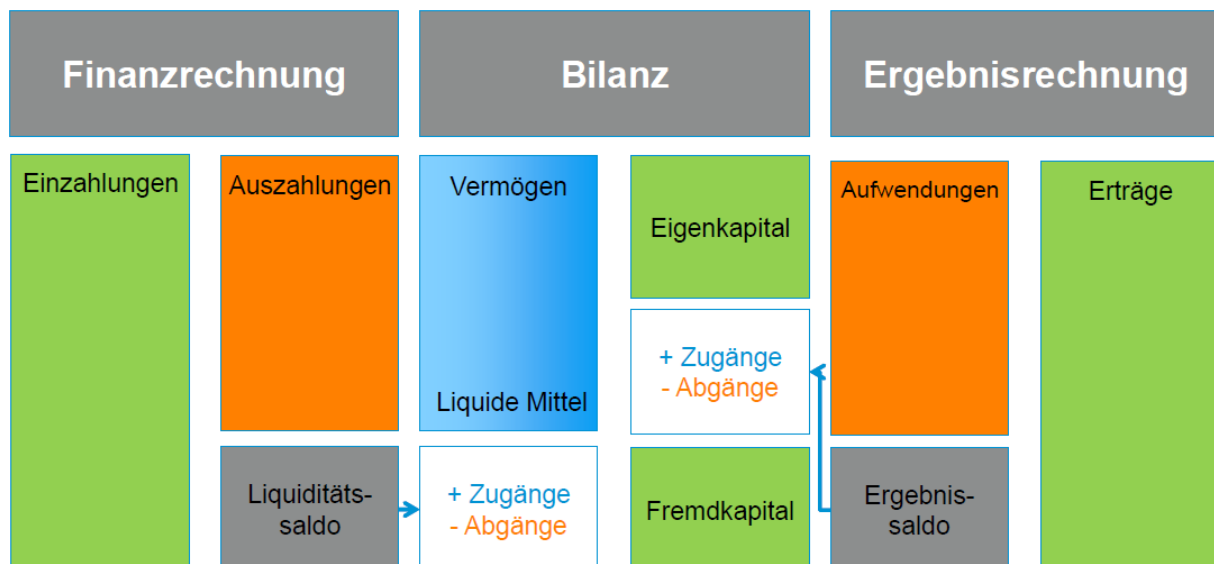 Finanzrechnung
Bilanz
Ergebnisrechnung
Einzahlungen
Auszahlungen
Liquiditäts-
saldo
Vermögen
Liquide Mittel
+ Zugänge
- Abgänge
Eigenkapital
+ Zugänge
- Abgänge
Fremdkapital
Aufwendungen
Ergebnis-
saldo
Erträge